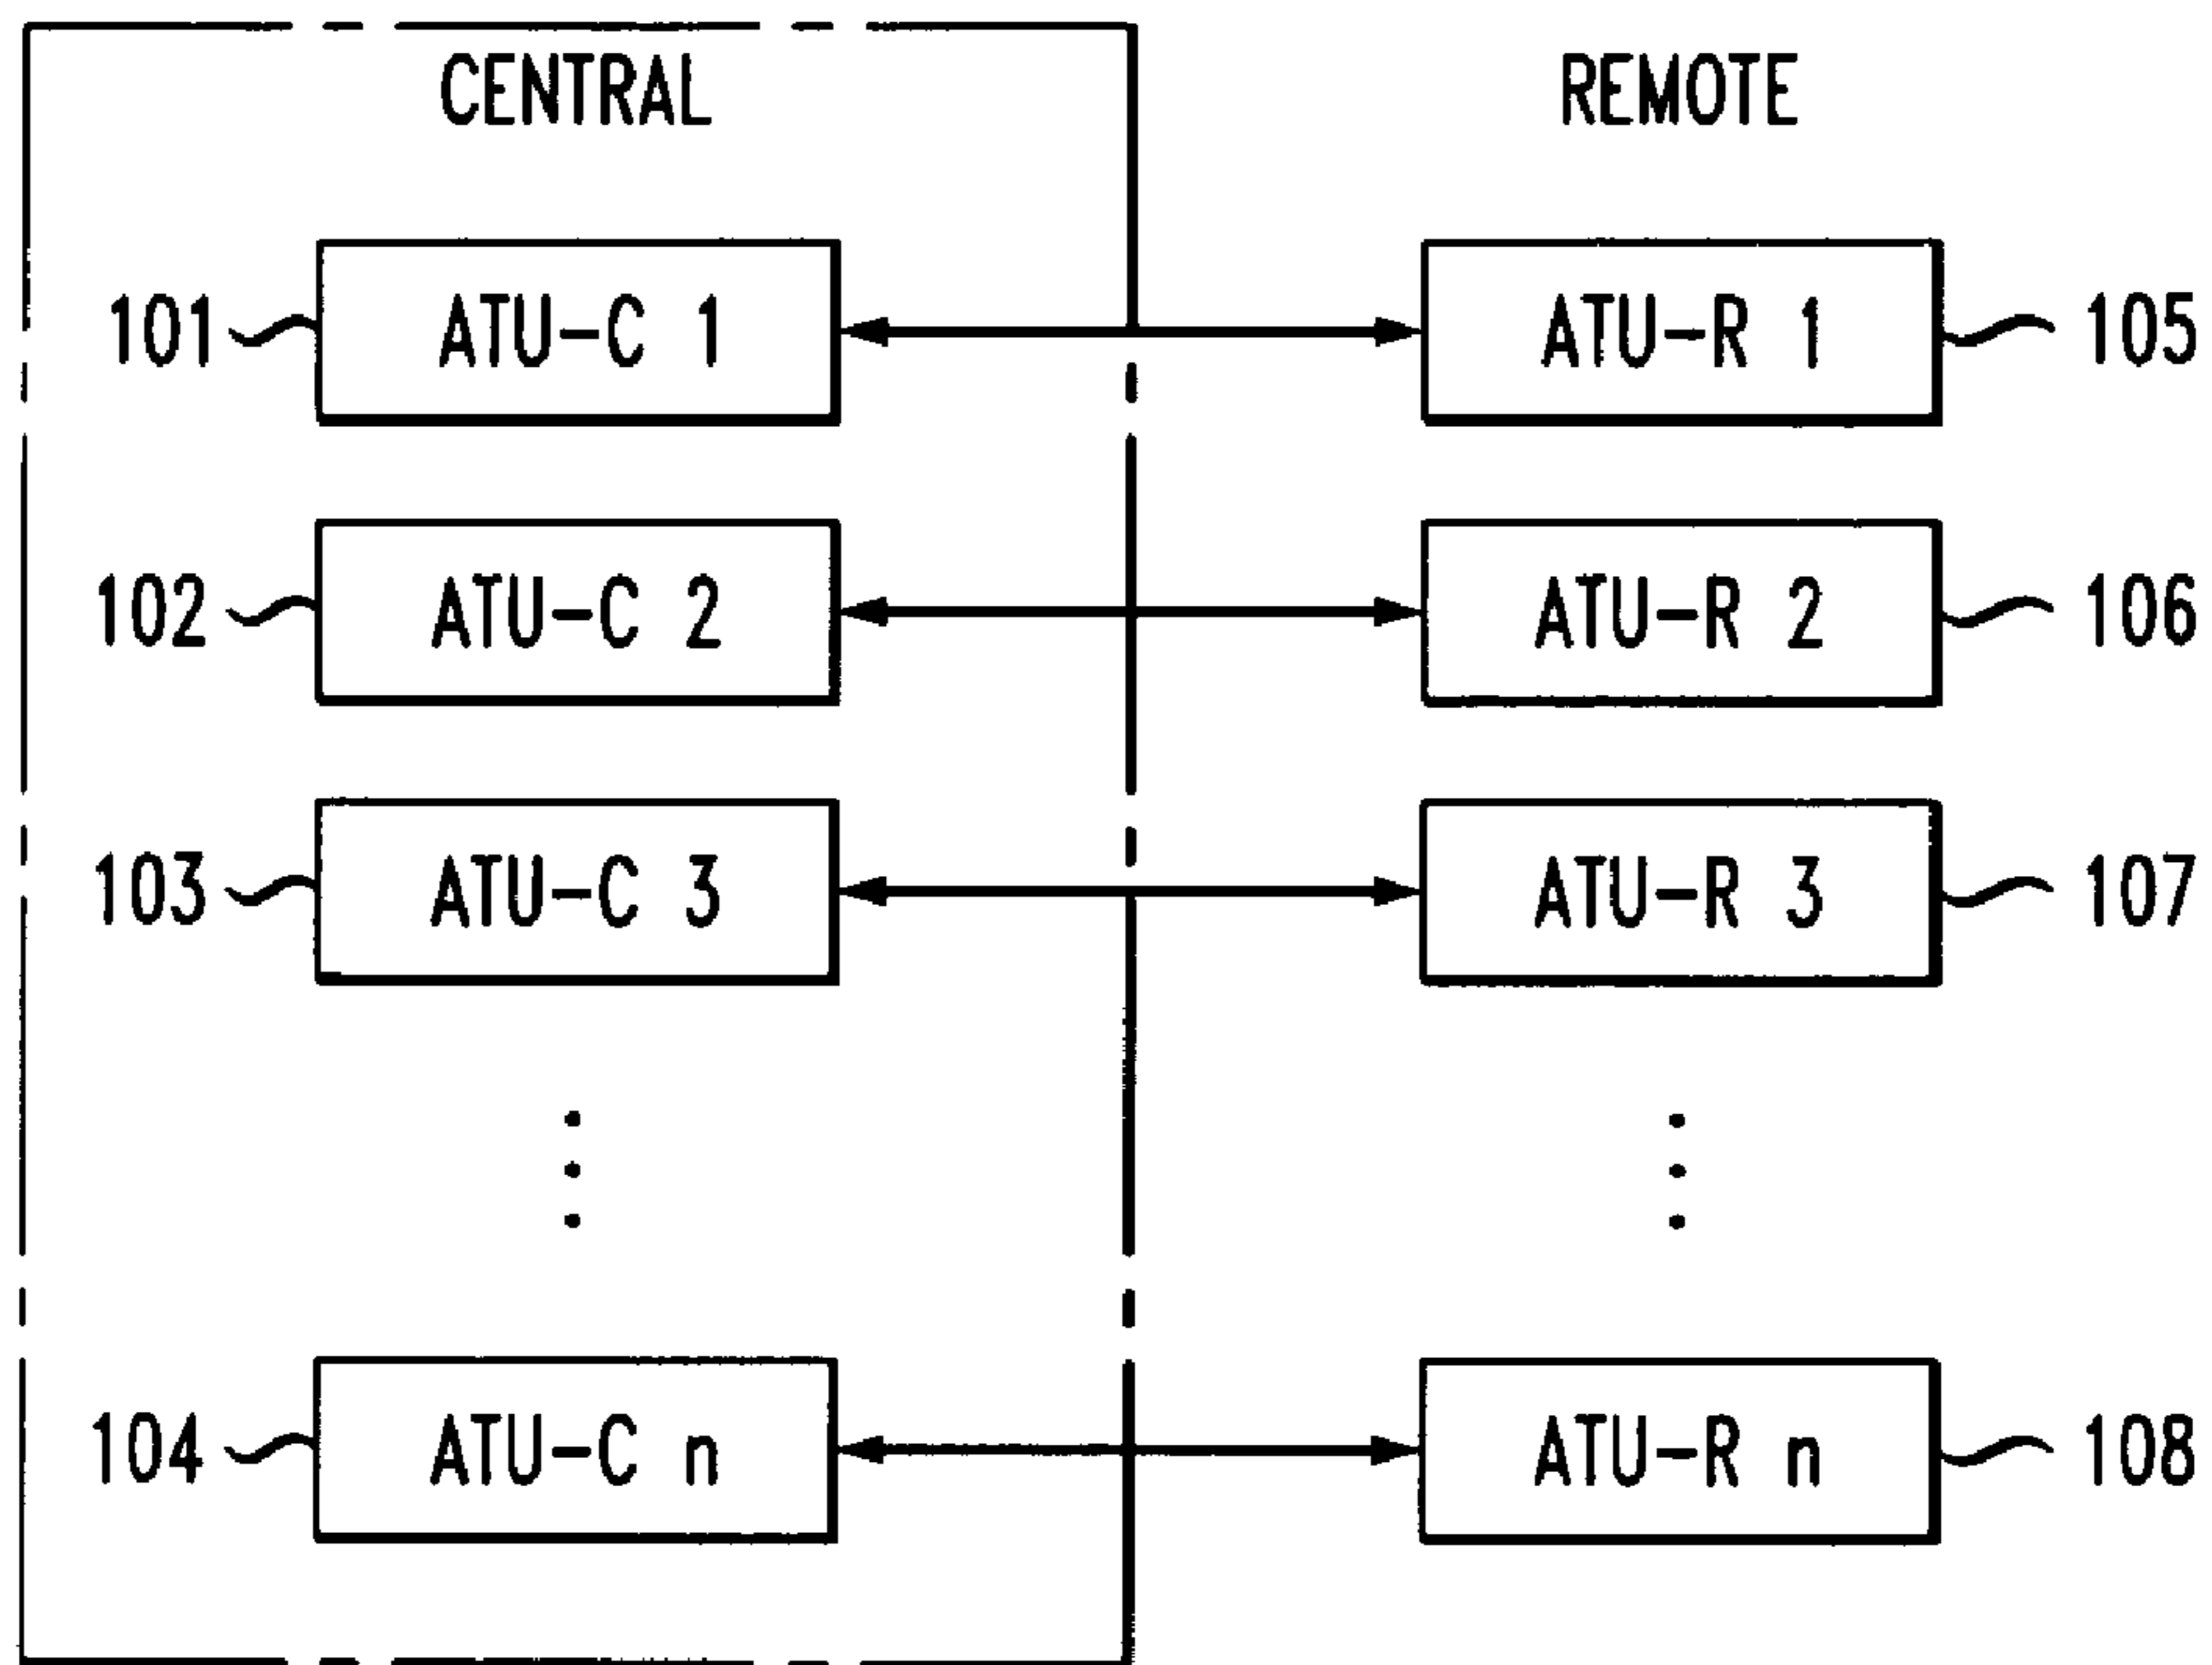 CENTRAL REMOTE
101 ATU-C 1 ATU-R 1 105
102 ATU-C 2 ATU-R 2 106
103 ATU-C 3 ATU-R 3 107
104 ATU-C n ATU-R n 108